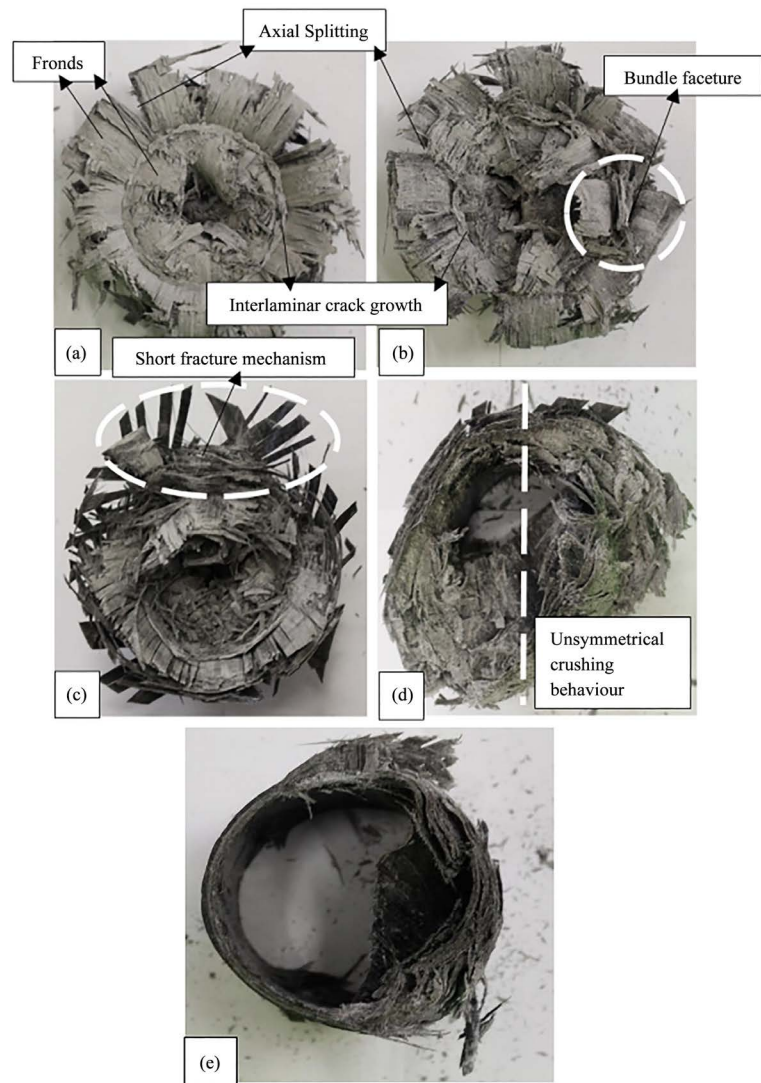 Axial Splitting
Fronds
Bundle faceture
Interlaminar crack growth
(a)
(b)
Short fracture mechanism
(c)
(d)
Unsymmetrical
crushing
behaviour
(e)